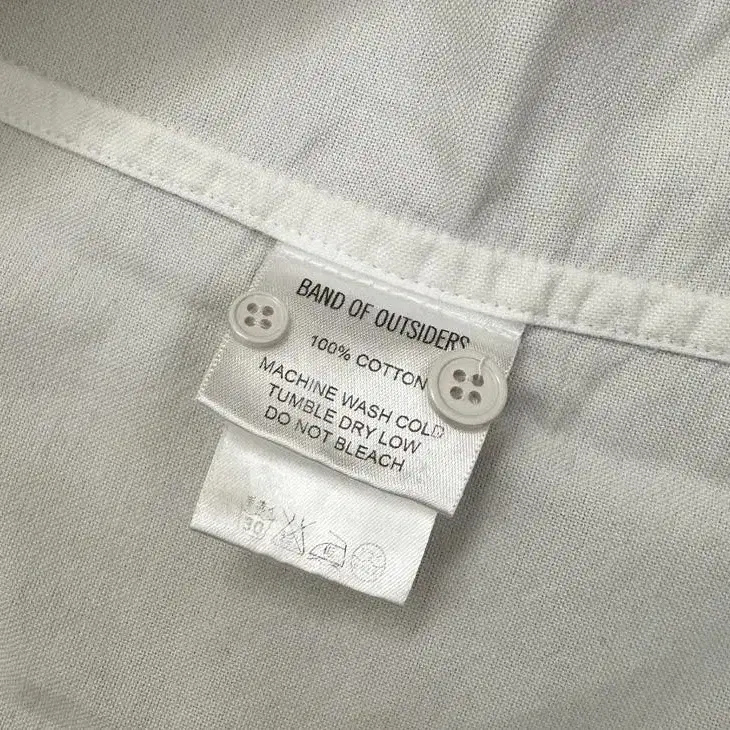 BAND OF OUTSIDERS
100% COTTON
MACHINE WASH COLD
TUMBLE DRY LOW
DO NOT BLEACH
30